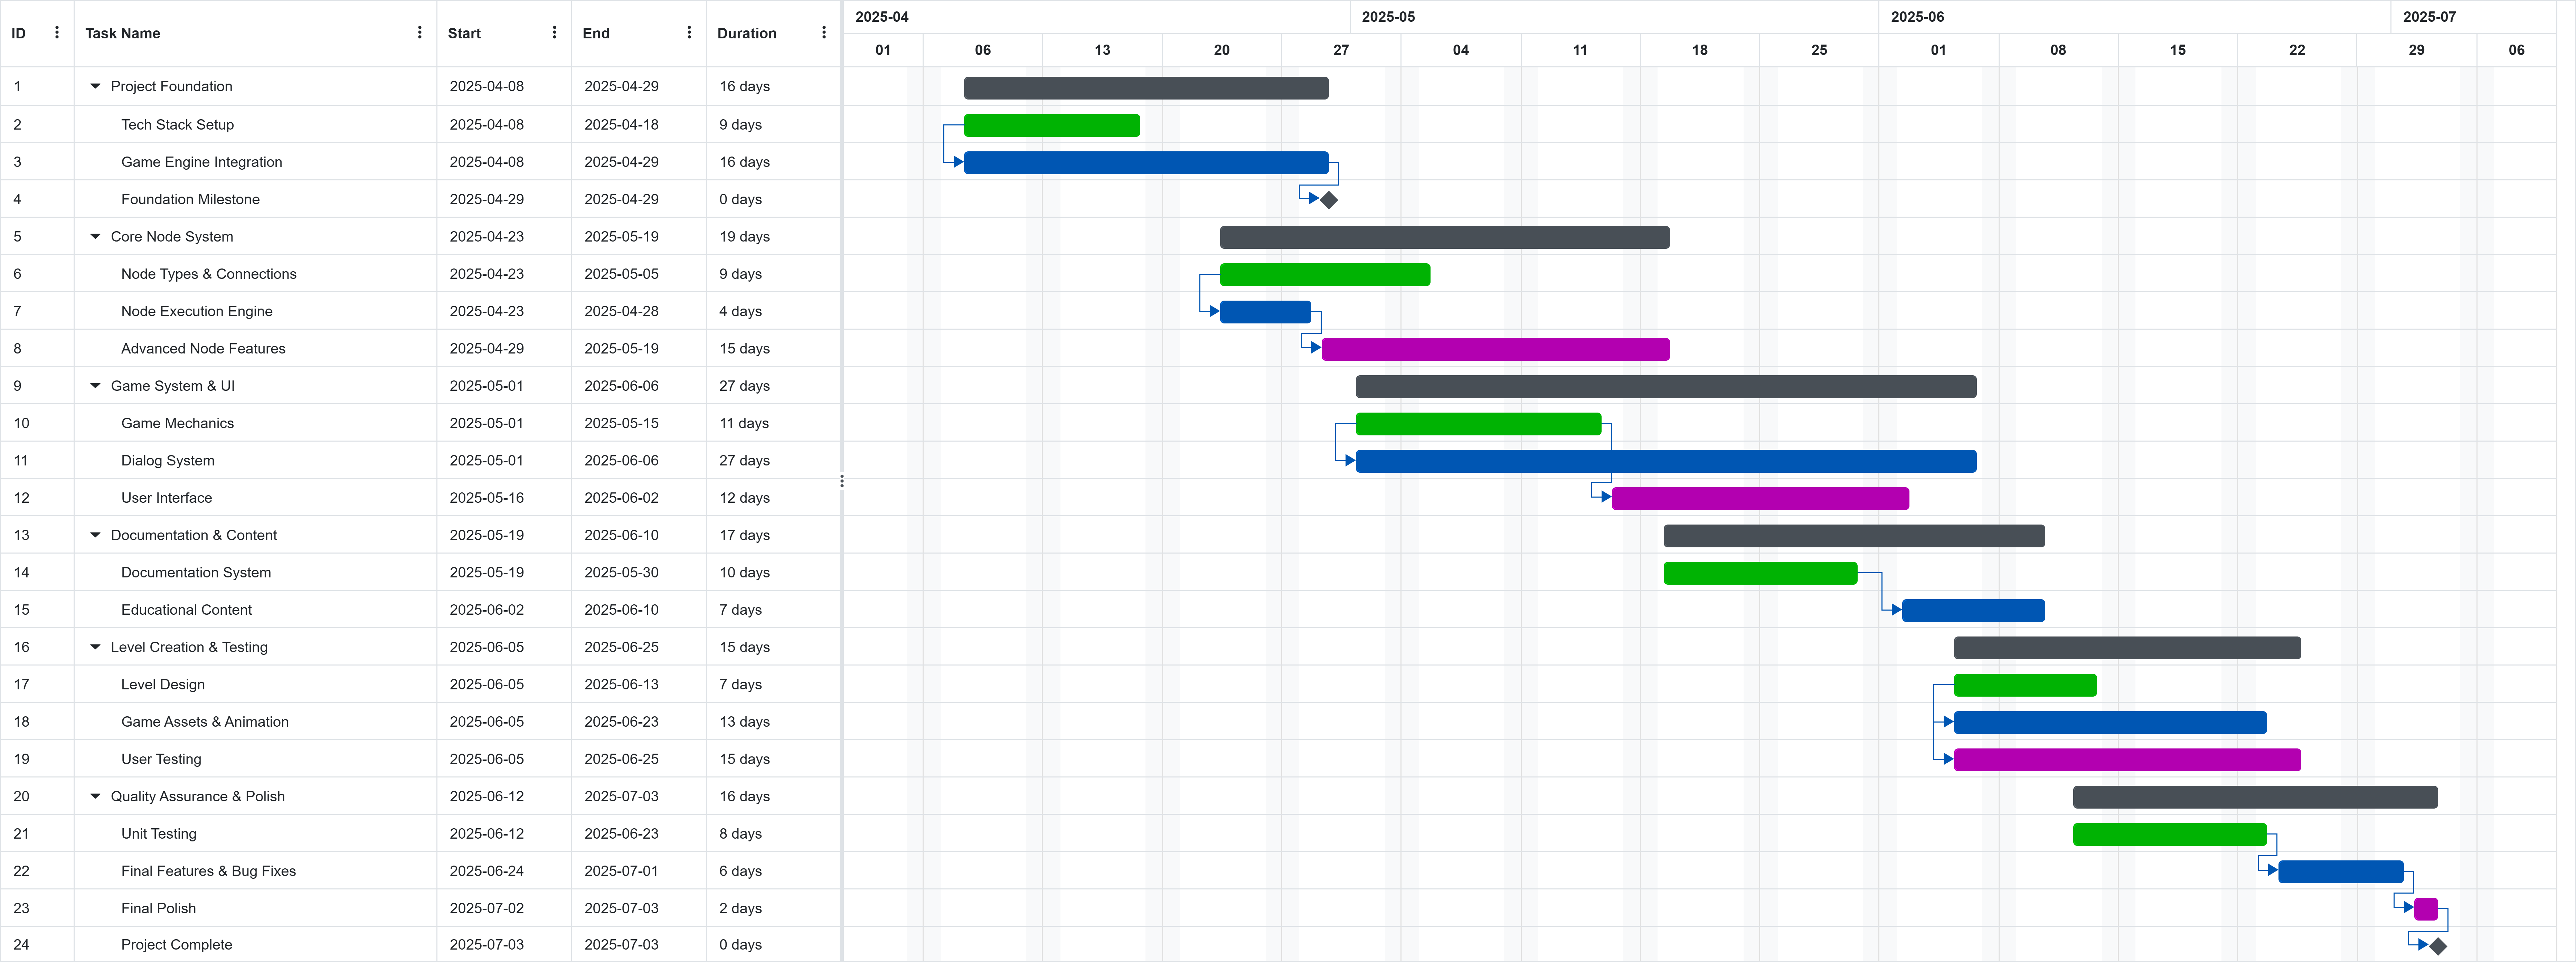 ID Task Name Start End Duration 2025-04 2025-05 2025-06 2025-07
01 06 13 20 27 04 11 18 25 01 08 15 22 29 06
1 Project Foundation 2025-04-08 2025-04-29 16 days
2 Tech Stack Setup 2025-04-08 2025-04-18 9 days
3 Game Engine Integration 2025-04-08 2025-04-29 16 days
4 Foundation Milestone 2025-04-29 2025-04-29 0 days
5 Core Node System 2025-04-23 2025-05-19 19 days
6 Node Types & Connections 2025-04-23 2025-05-05 9 days
7 Node Execution Engine 2025-04-23 2025-04-28 4 days
8 Advanced Node Features 2025-04-29 2025-05-19 15 days
9 Game System & UI 2025-05-01 2025-06-06 27 days
10 Game Mechanics 2025-05-01 2025-05-15 11 days
11 Dialog System 2025-05-01 2025-06-06 27 days
12 User Interface 2025-05-16 2025-06-02 12 days
13 Documentation & Content 2025-05-19 2025-06-10 17 days
14 Documentation System 2025-05-19 2025-05-30 10 days
15 Educational Content 2025-06-02 2025-06-10 7 days
16 Level Creation & Testing 2025-06-05 2025-06-25 15 days
17 Level Design 2025-06-05 2025-06-13 7 days
18 Game Assets & Animation 2025-06-05 2025-06-23 13 days
19 User Testing 2025-06-05 2025-06-25 15 days
20 Quality Assurance & Polish 2025-06-12 2025-07-03 16 days
21 Unit Testing 2025-06-12 2025-06-23 8 days
22 Final Features & Bug Fixes 2025-06-24 2025-07-01 6 days
23 Final Polish 2025-07-02 2025-07-03 2 days
24 Project Complete 2025-07-03 2025-07-03 0 days